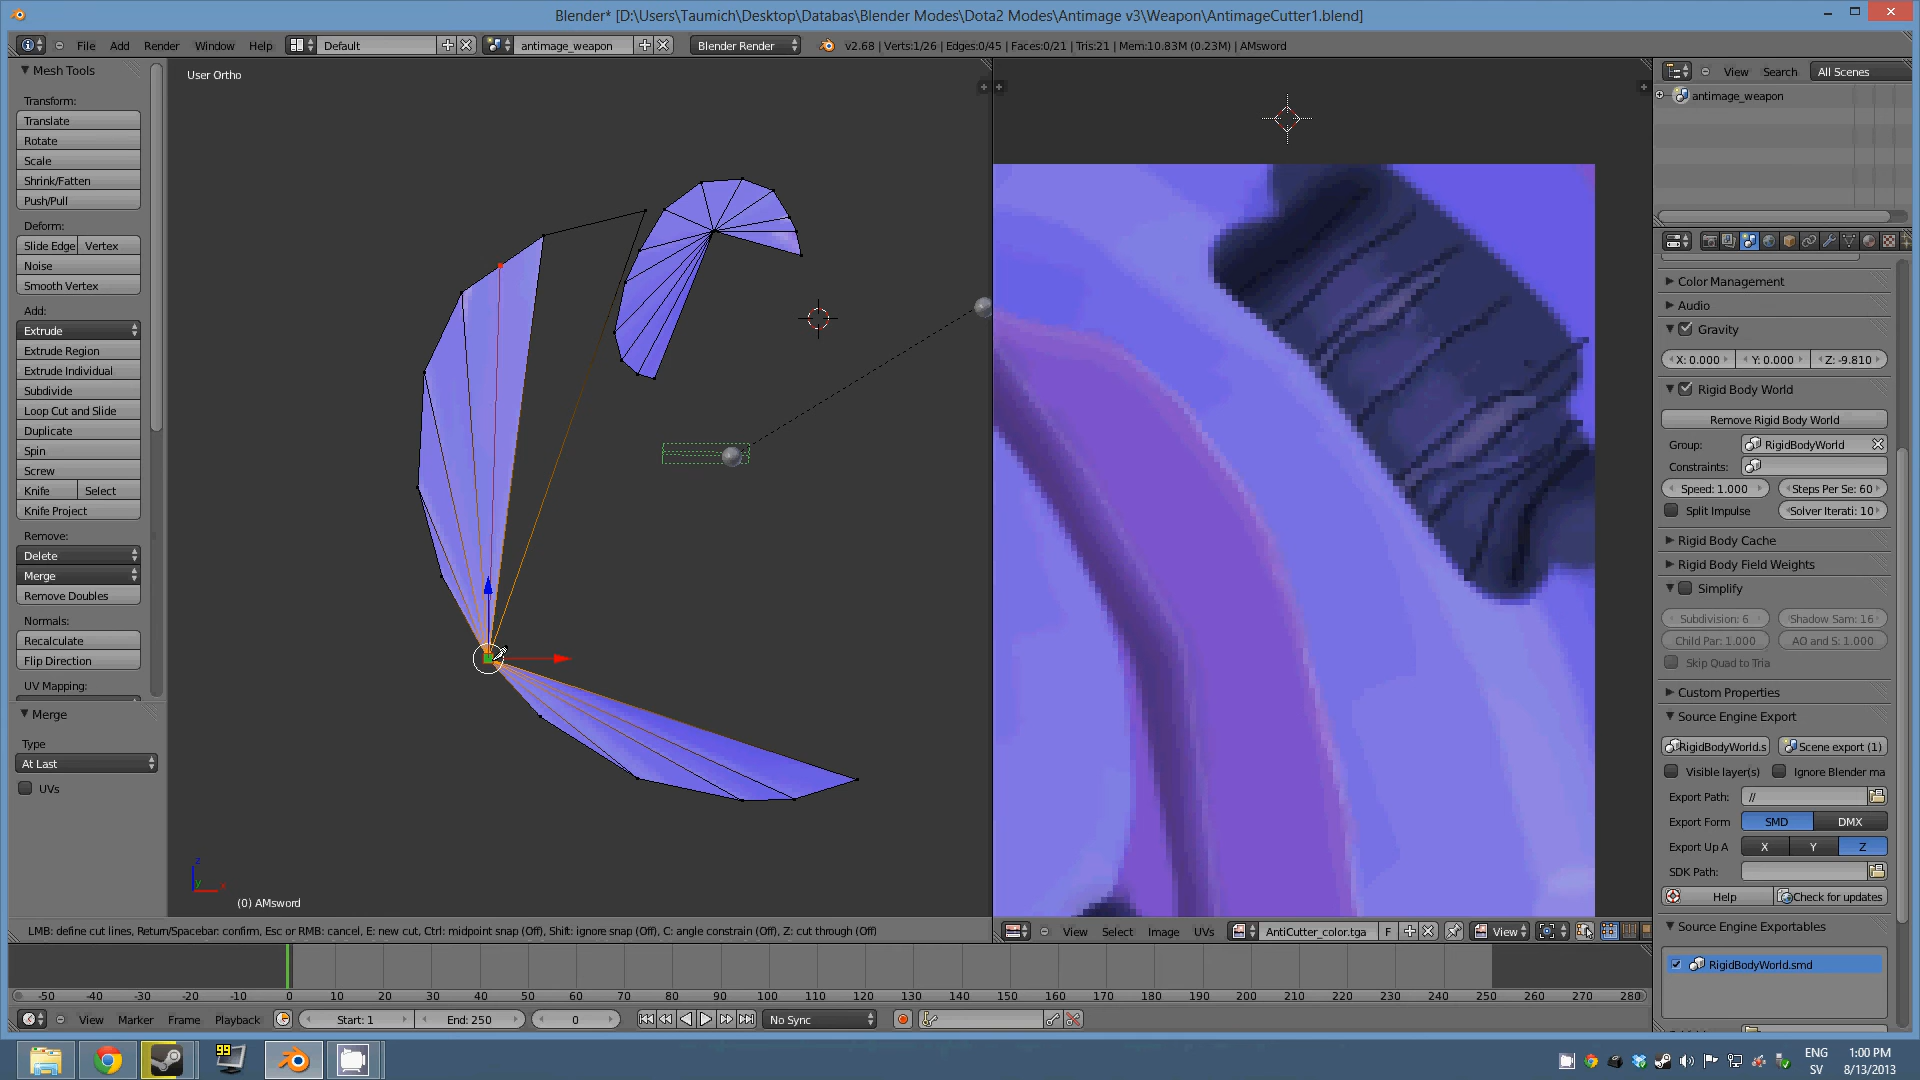 Blender* [D:\Users\Taumich\Desktop\Databas\Blender Modes\Dota2 Modes\Antimage v3\Weapon\AntimageCutter1.blend]
File Add Render Window Help Default antimage_weapon Blender Render v2.68 | Verts:1/26 | Edges:0/45 | Faces:0/21 | Tris:21 | Mem:10.83M (0.23M) | AMsword
Mesh Tools
Transform:
Translate
Rotate
Scale
Shrink/Fatten
Push/Pull
Deform:
Slide Edge Vertex
Noise
Smooth Vertex
Add:
Extrude
Extrude Region
Extrude Individual
Subdivide
Loop Cut and Slide
Duplicate
Spin
Screw
Knife Select
Knife Project
Remove:
Delete
Merge
Remove Doubles
Normals:
Recalculate
Flip Direction
UV Mapping:
Merge
Type
At Last
UVs
User Ortho
z
y x
(0) AMsword
LMB: define cut lines, Return/Spacebar: confirm, Esc or RMB: cancel, E: new cut, Ctrl: midpoint snap (Off), Shift: ignore snap (Off), C: angle constrain (Off), Z: cut through (Off)
View Select Image UVs AntiCutter_color.tga F View
View Search All Scenes
antimage_weapon
Color Management
Audio
Gravity
X: 0.000 Y: 0.000 Z: -9.810
Rigid Body World
Remove Rigid Body World
Group: RigidBodyWorld
Constraints:
Speed: 1.000 Steps Per Se: 60
Split Impulse Solver Iterati: 10
Rigid Body Cache
Rigid Body Field Weights
Simplify
Subdivision: 6 Shadow Sam: 16
Child Par: 1.000 AO and S: 1.000
Skip Quad to Tria
Custom Properties
Source Engine Export
RigidBodyWorld.s Scene export (1)
Visible layer(s) Ignore Blender ma
Export Path: //
Export Form SMD DMX
Export Up A X Y Z
SDK Path:
Help Check for updates
Source Engine Exportables
RigidBodyWorld.smd
-50 -40 -30 -20 -10 0 10 20 30 40 50 60 70 80 90 100 110 120 130 140 150 160 170 180 190 200 210 220 230 240 250 260 270 280
View Marker Frame Playback Start: 1 End: 250 0 No Sync
99
ENG
SV
1:00 PM
8/13/2013